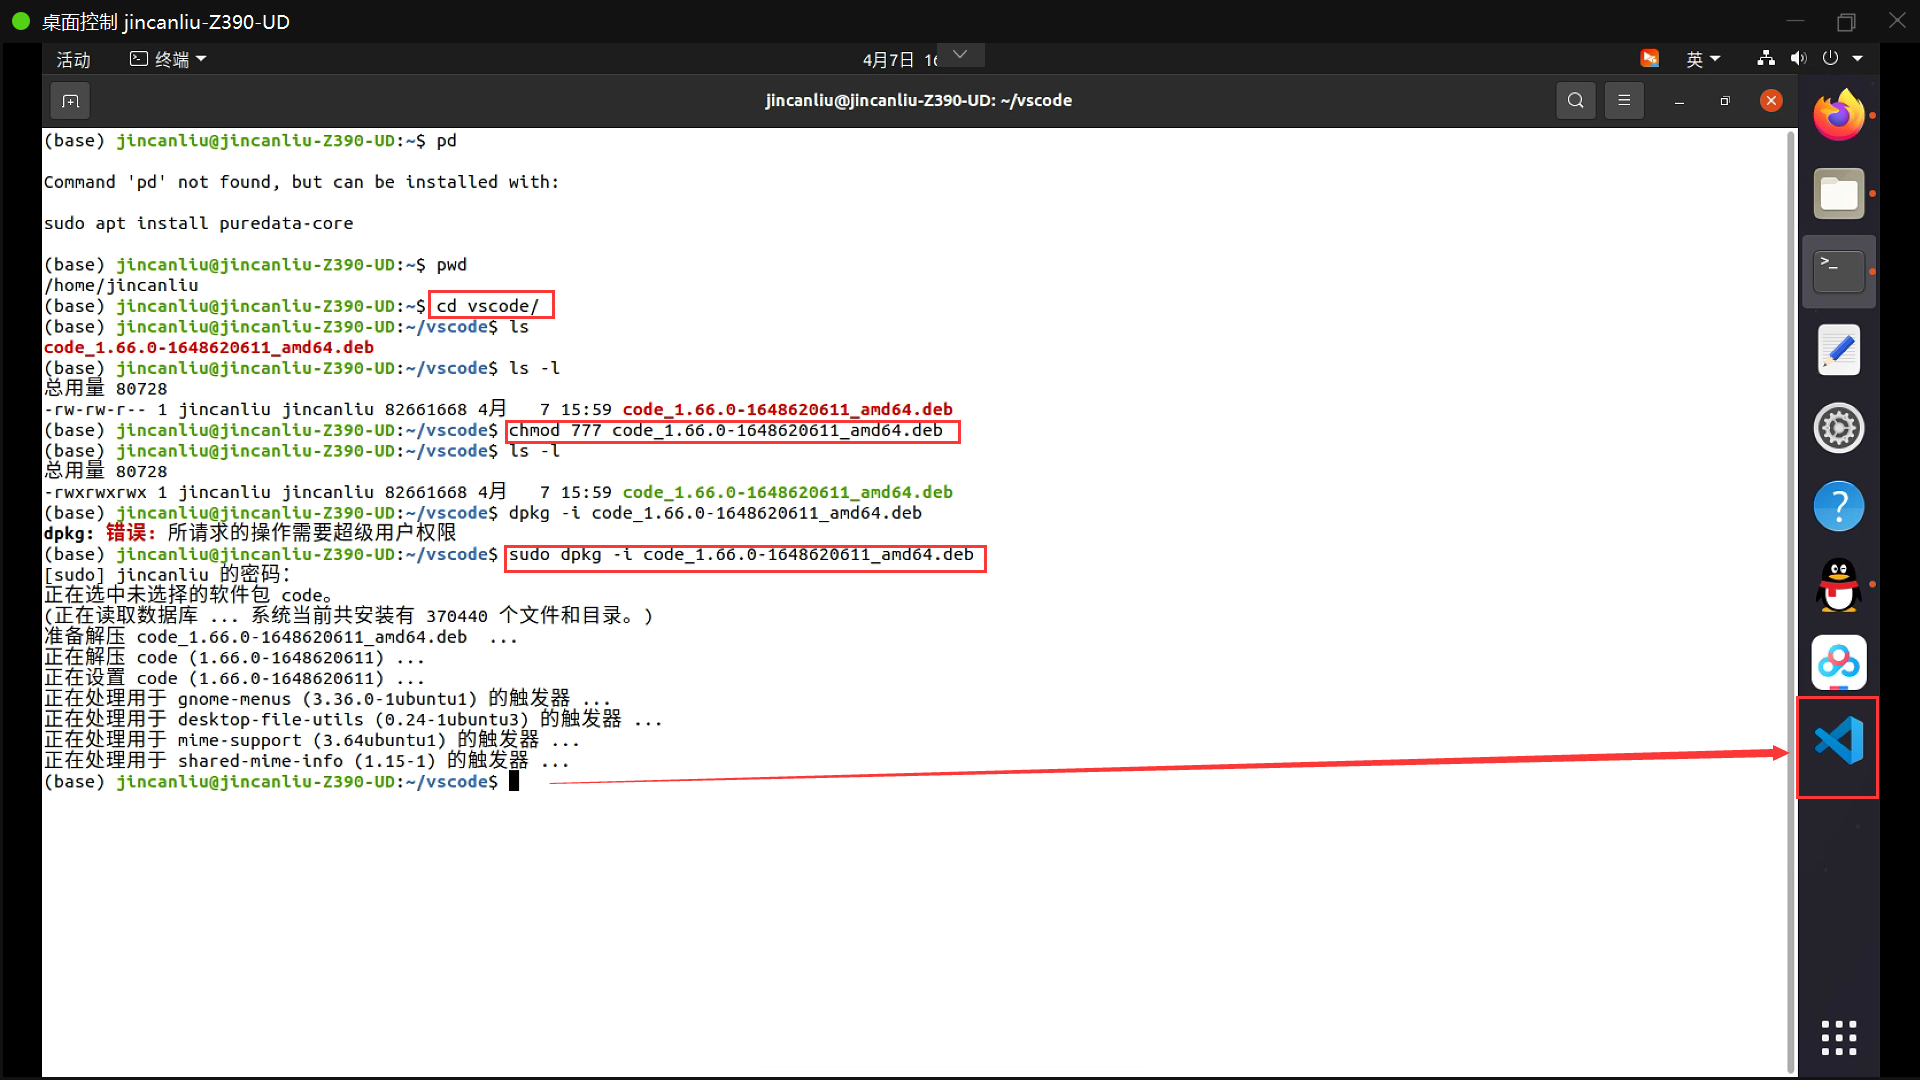 桌面控制 jincanliu-Z390-UD
活动 终端 4月7日 16 英
jincanliu@jincanliu-Z390-UD: ~/vscode
(base) jincanliu@jincanliu-Z390-UD:~$ pd
Command 'pd' not found, but can be installed with:
sudo apt install puredata-core
(base) jincanliu@jincanliu-Z390-UD:~$ pwd
/home/jincanliu
(base) jincanliu@jincanliu-Z390-UD:~$ cd vscode/
(base) jincanliu@jincanliu-Z390-UD:~/vscode$ ls
code_1.66.0-1648620611_amd64.deb
(base) jincanliu@jincanliu-Z390-UD:~/vscode$ ls -l
总用量 80728
-rw-rw-r-- 1 jincanliu jincanliu 82661668 4月   7 15:59 code_1.66.0-1648620611_amd64.deb
(base) jincanliu@jincanliu-Z390-UD:~/vscode$ chmod 777 code_1.66.0-1648620611_amd64.deb
(base) jincanliu@jincanliu-Z390-UD:~/vscode$ ls -l
总用量 80728
-rwxrwxrwx 1 jincanliu jincanliu 82661668 4月   7 15:59 code_1.66.0-1648620611_amd64.deb
(base) jincanliu@jincanliu-Z390-UD:~/vscode$ dpkg -i code_1.66.0-1648620611_amd64.deb
dpkg: 错误: 所请求的操作需要超级用户权限
(base) jincanliu@jincanliu-Z390-UD:~/vscode$ sudo dpkg -i code_1.66.0-1648620611_amd64.deb
[sudo] jincanliu 的密码：
正在选中未选择的软件包 code。
(正在读取数据库 ... 系统当前共安装有 370440 个文件和目录。)
准备解压 code_1.66.0-1648620611_amd64.deb  ...
正在解压 code (1.66.0-1648620611) ...
正在设置 code (1.66.0-1648620611) ...
正在处理用于 gnome-menus (3.36.0-1ubuntu1) 的触发器 ...
正在处理用于 desktop-file-utils (0.24-1ubuntu3) 的触发器 ...
正在处理用于 mime-support (3.64ubuntu1) 的触发器 ...
正在处理用于 shared-mime-info (1.15-1) 的触发器 ...
(base) jincanliu@jincanliu-Z390-UD:~/vscode$